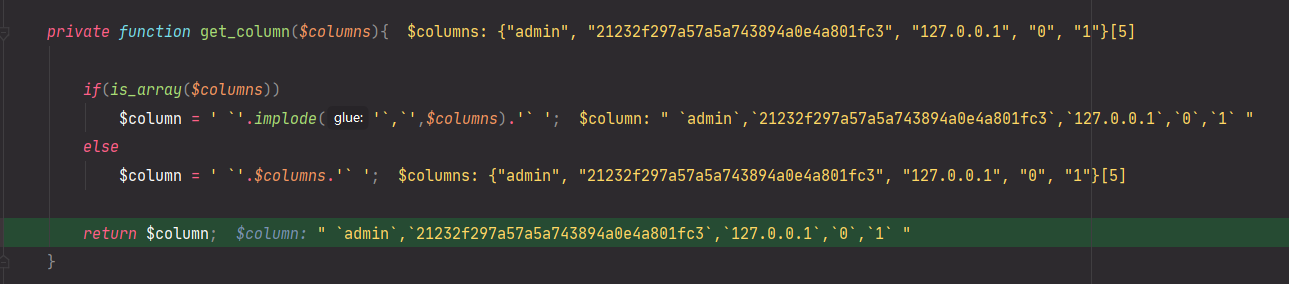 private function get_column($columns){  $columns: {"admin", "21232f297a57a5a743894a0e4a801fc3", "127.0.0.1", "0", "1"}[5]
if(is_array($columns))
$column = ' `'.implode( glue: '`,`',$columns).'` ';  $column: " `admin`,`21232f297a57a5a743894a0e4a801fc3`,`127.0.0.1`,`0`,`1` "
else
$column = ' `'.$columns.'` ';  $columns: {"admin", "21232f297a57a5a743894a0e4a801fc3", "127.0.0.1", "0", "1"}[5]
return $column;  $column: " `admin`,`21232f297a57a5a743894a0e4a801fc3`,`127.0.0.1`,`0`,`1` "
}